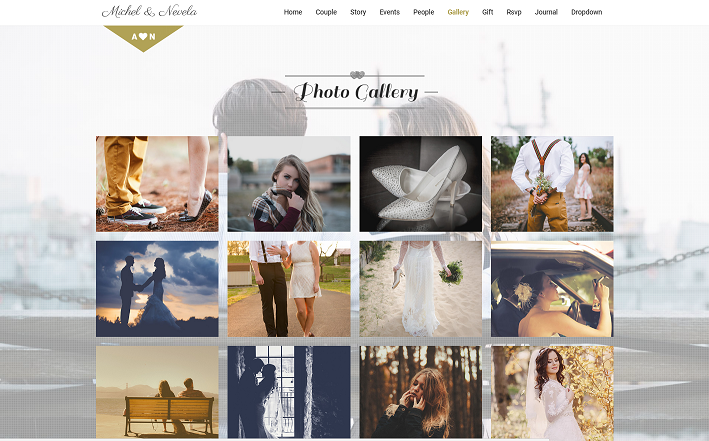 Michel & Nevela
Home Couple Story Events People Gallery Gift Rsvp Journal Dropdown
A N
Photo Gallery